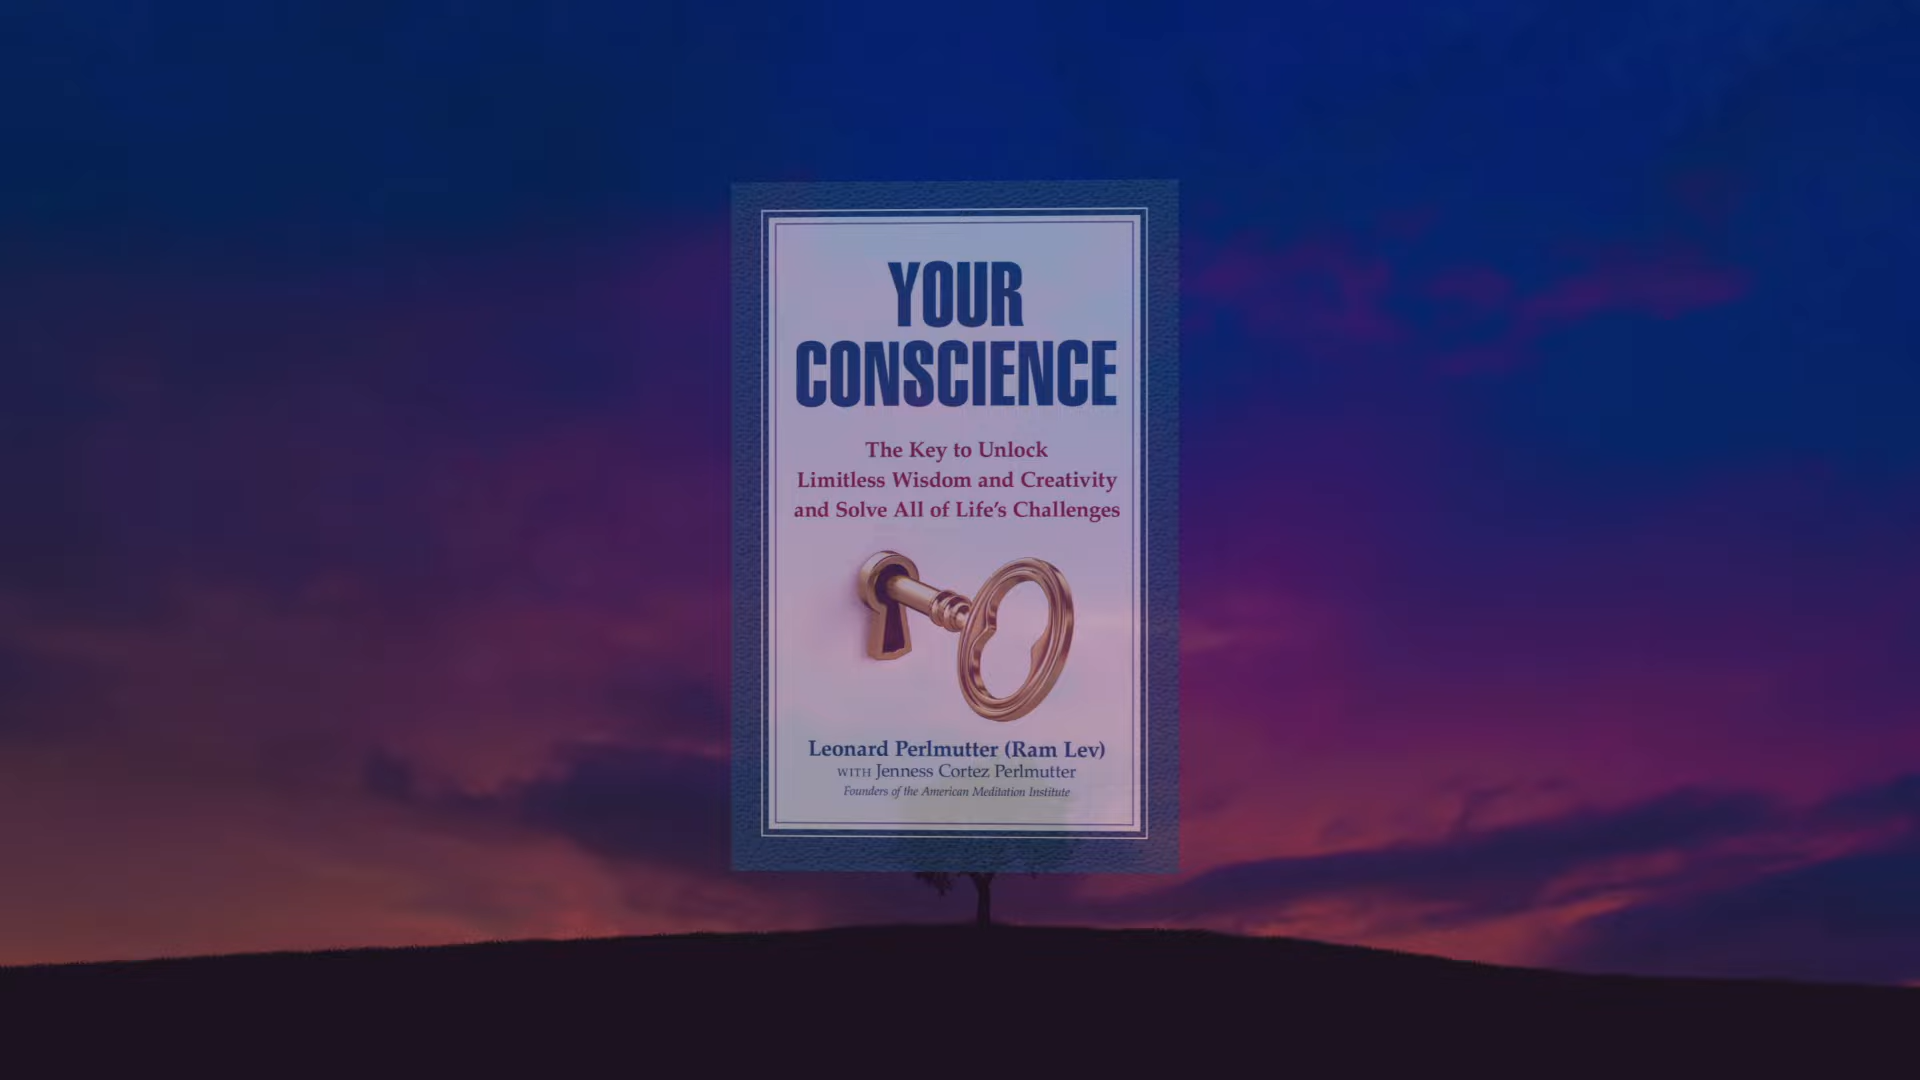 YOUR
CONSCIENCE
The Key to Unlock
Limitless Wisdom and Creativity
and Solve All of Life's Challenges
Leonard Perlmutter (Ram Lev)
WITH Jenness Cortez Perlmutter
Founders of the American Meditation Institute